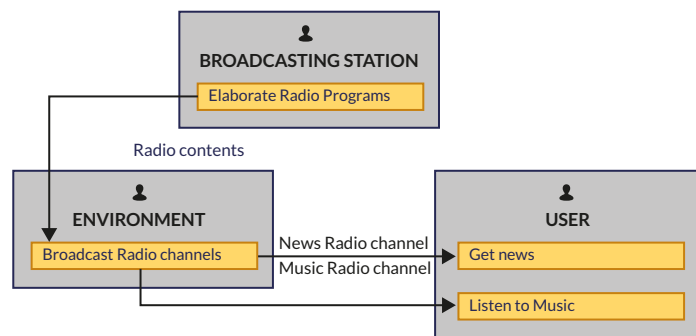 BROADCASTING STATION
Elaborate Radio Programs
Radio contents
ENVIRONMENT
Broadcast Radio channels
News Radio channel
Music Radio channel
USER
Get news
Listen to Music